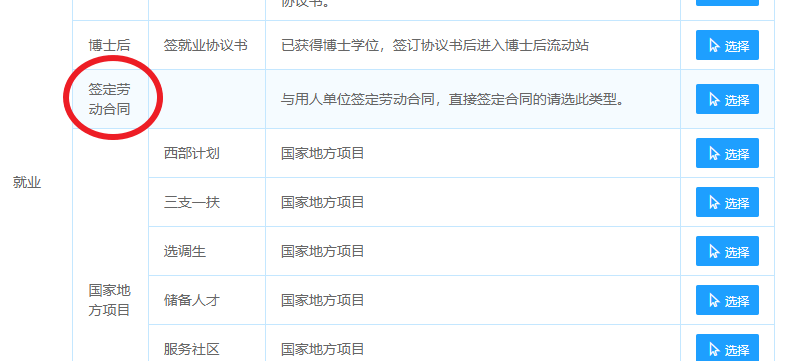 协议书。
博士后 签就业协议书 已获得博士学位，签订协议书后进入博士后流动站 选择
签定劳
动合同 与用人单位签定劳动合同，直接签定合同的请选此类型。 选择
西部计划 国家地方项目 选择
就业
三支一扶 国家地方项目 选择
选调生 国家地方项目 选择
国家地
方项目
储备人才 国家地方项目 选择
服务社区 国家地方项目 选择